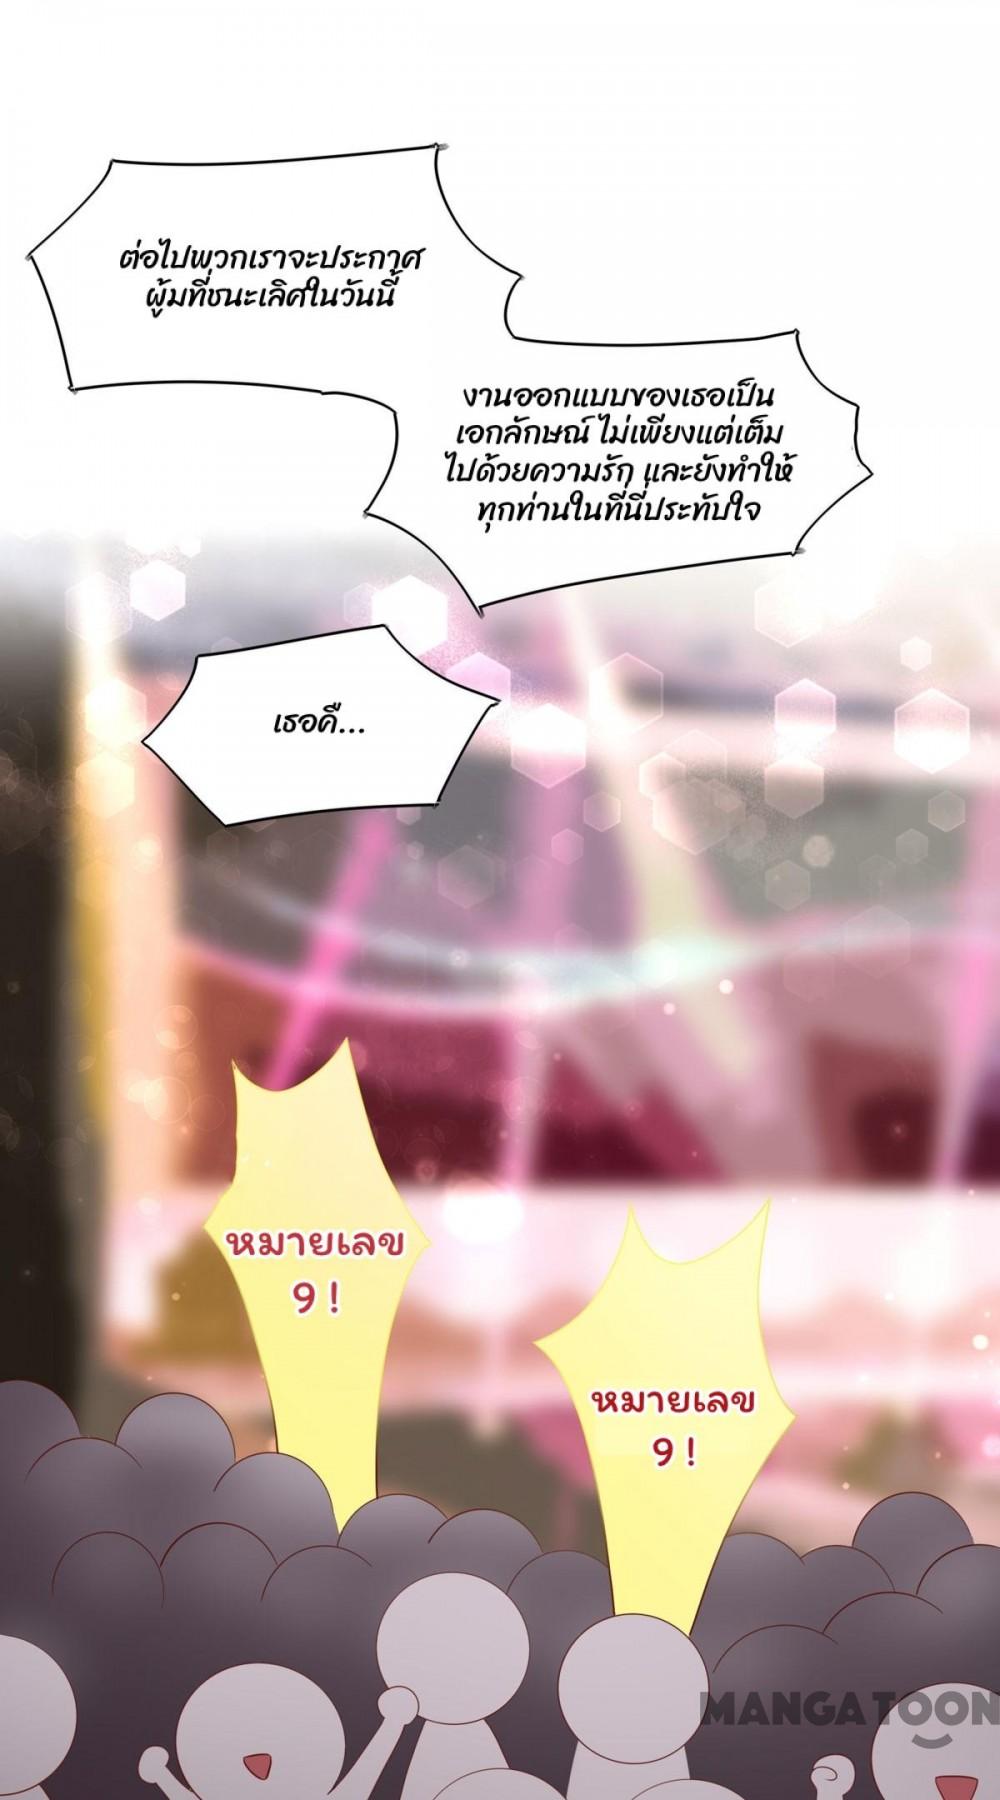 ต่อไปพวกเราจะประกาศ
ผู้มที่ชนะเลิศในวันนี้
งานออกแบบของเธอเป็น
เอกลักษณ์ ไม่เพียงแต่เต็ม
ไปด้วยความรัก และยังทำให้
ทุกท่านในที่นี่ประทับใจ
เธอคื...
หมายเลข
9 !
หมายเลข
9 !
MANGATOON